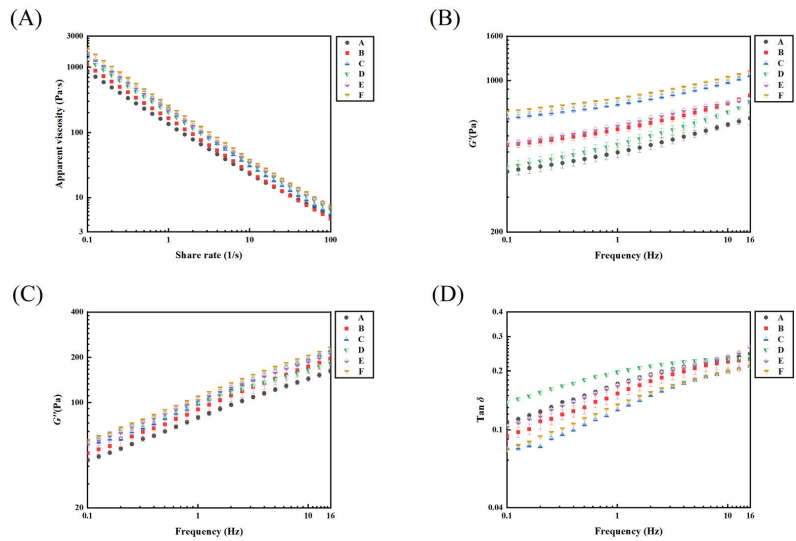 (A)
Apparent viscosity (Pa·s)
3000
1000
100
10
3
0.1
1
10
100
Share rate (1/s)
A
B
C
D
E
F
(B)
G'(Pa)
1600
1000
200
0.1
1
10
16
Frequency (Hz)
A
B
C
D
E
F
(C)
G''(Pa)
400
200
100
20
0.1
1
10
16
Frequency (Hz)
A
B
C
D
E
F
(D)
Tan δ
0.4
0.3
0.2
0.1
0.04
0.1
1
10
16
Frequency (Hz)
A
B
C
D
E
F